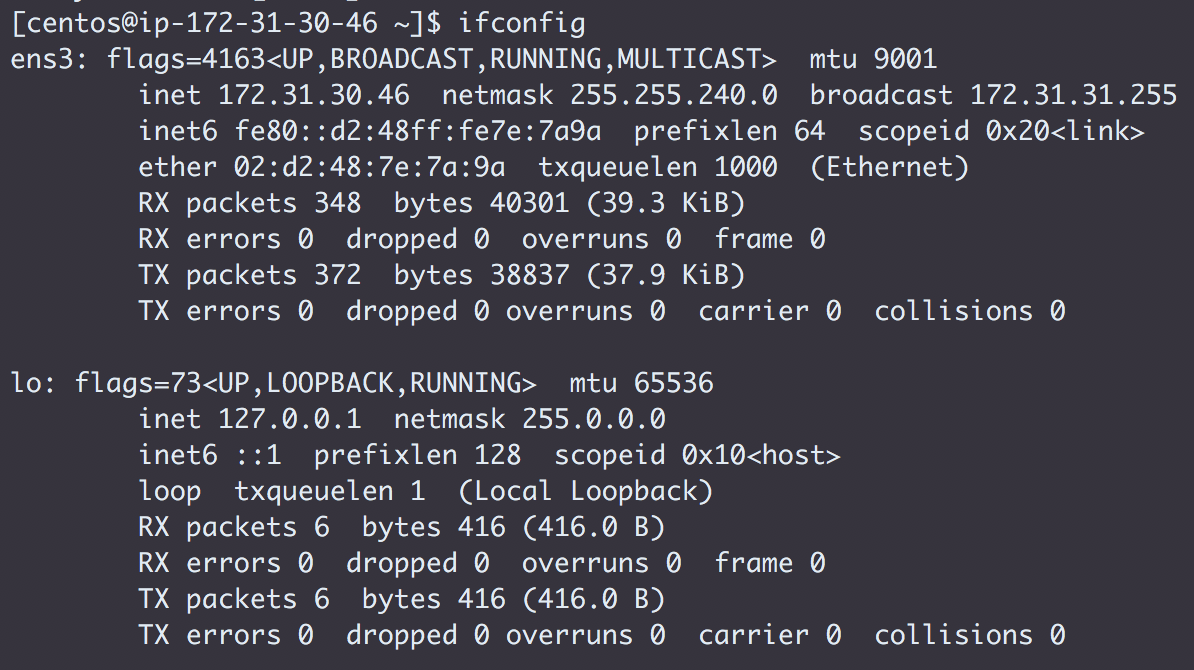 [centos@ip-172-31-30-46 ~]$ ifconfig
ens3: flags=4163<UP,BROADCAST,RUNNING,MULTICAST>  mtu 9001
        inet 172.31.30.46  netmask 255.255.240.0  broadcast 172.31.31.255
        inet6 fe80::d2:48ff:fe7e:7a9a  prefixlen 64  scopeid 0x20<link>
        ether 02:d2:48:7e:7a:9a  txqueuelen 1000  (Ethernet)
        RX packets 348  bytes 40301 (39.3 KiB)
        RX errors 0  dropped 0  overruns 0  frame 0
        TX packets 372  bytes 38837 (37.9 KiB)
        TX errors 0  dropped 0 overruns 0  carrier 0  collisions 0

lo: flags=73<UP,LOOPBACK,RUNNING>  mtu 65536
        inet 127.0.0.1  netmask 255.0.0.0
        inet6 ::1  prefixlen 128  scopeid 0x10<host>
        loop  txqueuelen 1  (Local Loopback)
        RX packets 6  bytes 416 (416.0 B)
        RX errors 0  dropped 0  overruns 0  frame 0
        TX packets 6  bytes 416 (416.0 B)
        TX errors 0  dropped 0 overruns 0  carrier 0  collisions 0